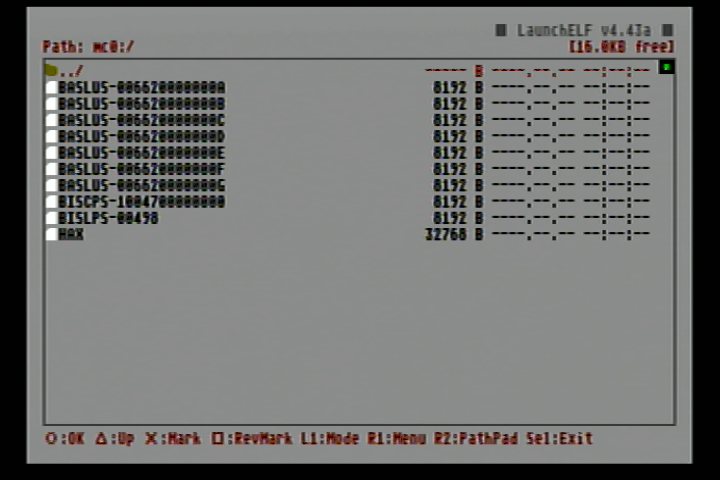 LaunchELF v4.43a
Path: mc0:/ [16.0KB free]
../ ----- B ----.--.-- --:--:--
BASLUS-006620000000A 8192 B ----.--.-- --:--:--
BASLUS-006620000000B 8192 B ----.--.-- --:--:--
BASLUS-006620000000C 8192 B ----.--.-- --:--:--
BASLUS-006620000000D 8192 B ----.--.-- --:--:--
BASLUS-006620000000E 8192 B ----.--.-- --:--:--
BASLUS-006620000000F 8192 B ----.--.-- --:--:--
BASLUS-006620000000G 8192 B ----.--.-- --:--:--
BISCPS-100470000000 8192 B ----.--.-- --:--:--
BISLPS-00498 8192 B ----.--.-- --:--:--
HAX 32768 B ----.--.-- --:--:--
O:OK △:Up X:Mark □:RevMark L1:Mode R1:Menu R2:PathPad Sel:Exit